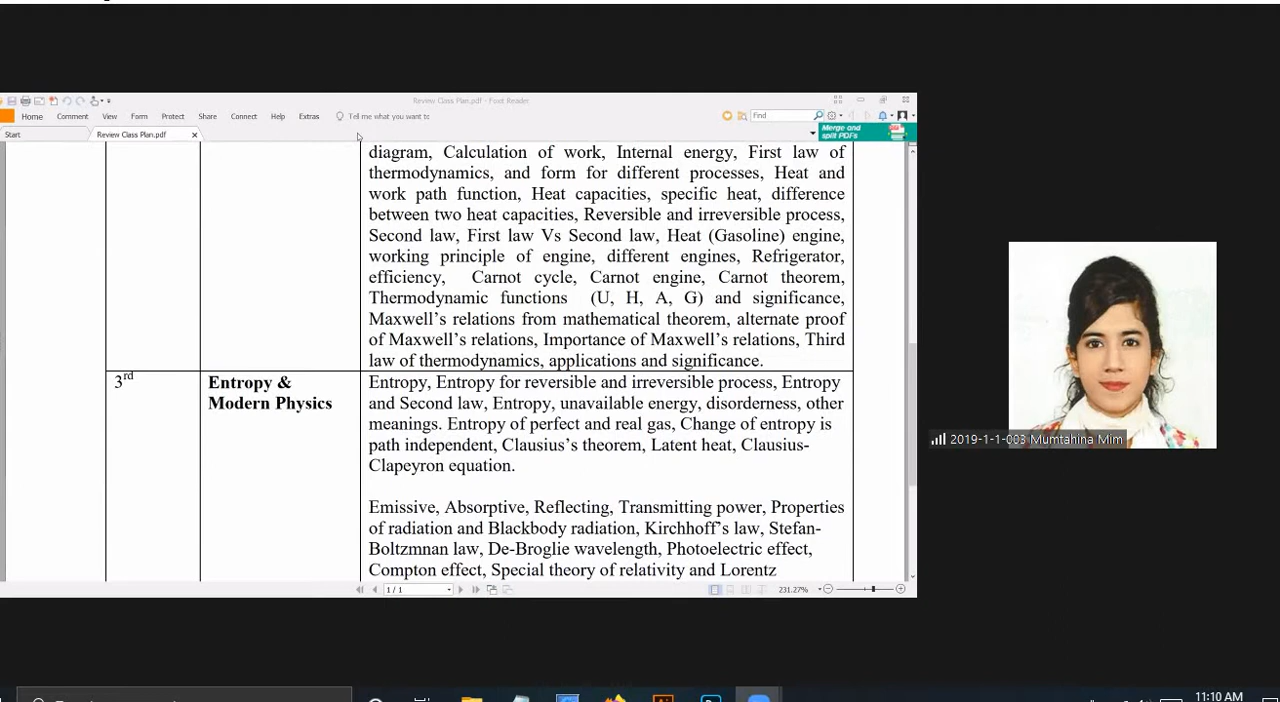 Review Class Plan.pdf - Foxit Reader
Home Comment View Form Protect Share Connect Help Extras Tell me what you want to
Find
Start
Review Class Plan.pdf
Merge and
split PDFs
diagram, Calculation of work, Internal energy, First law of
thermodynamics, and form for different processes, Heat and
work path function, Heat capacities, specific heat, difference
between two heat capacities, Reversible and irreversible process,
Second law, First law Vs Second law, Heat (Gasoline) engine,
working principle of engine, different engines, Refrigerator,
efficiency, Carnot cycle, Carnot engine, Carnot theorem,
Thermodynamic functions (U, H, A, G) and significance,
Maxwell's relations from mathematical theorem, alternate proof
of Maxwell's relations, Importance of Maxwell's relations, Third
law of thermodynamics, applications and significance.
3rd
Entropy &
Modern Physics
Entropy, Entropy for reversible and irreversible process, Entropy
and Second law, Entropy, unavailable energy, disorderness, other
meanings. Entropy of perfect and real gas, Change of entropy is
path independent, Clausius's theorem, Latent heat, Clausius-
Clapeyron equation.
Emissive, Absorptive, Reflecting, Transmitting power, Properties
of radiation and Blackbody radiation, Kirchhoff's law, Stefan-
Boltzmnan law, De-Broglie wavelength, Photoelectric effect,
Compton effect, Special theory of relativity and Lorentz
1 / 1
231.27%
2019-1-1-003 Mumtahina Mim
11:10 AM